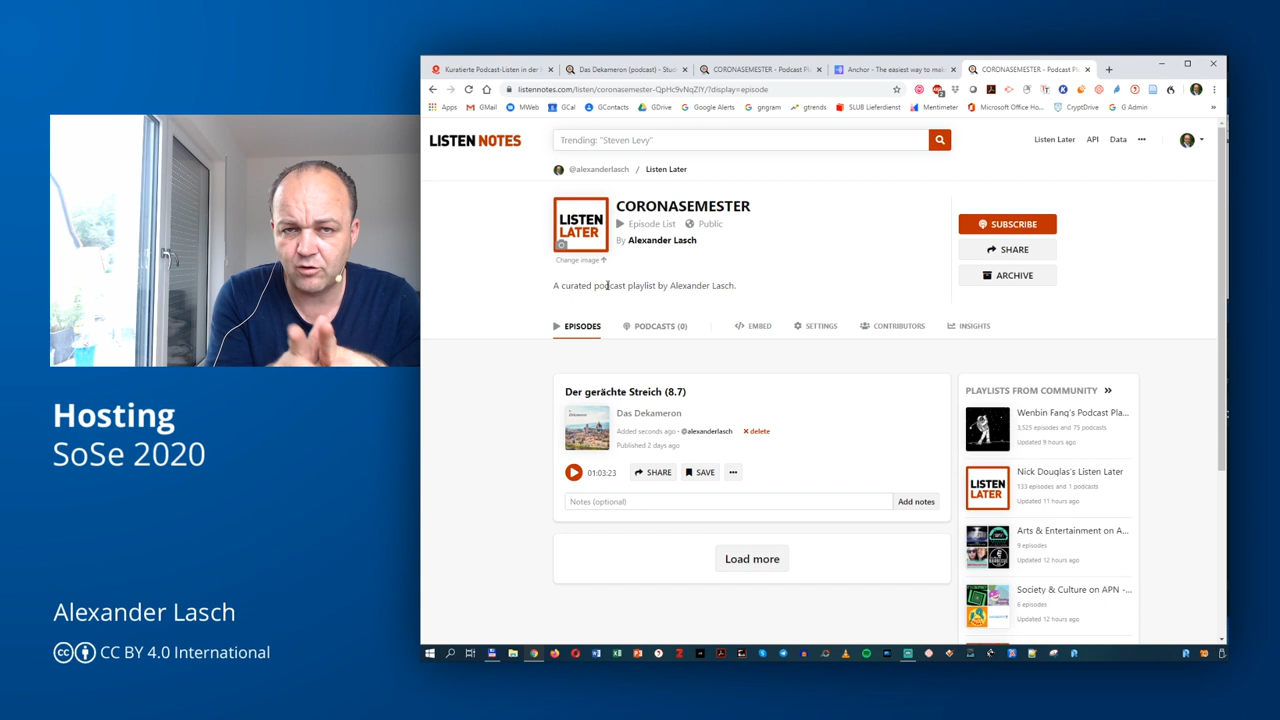 Kuratierte Podcast-Listen in der
Das Dekameron (podcast) - Stud
CORONASEMESTER - Podcast Pl
Anchor - The easiest way to mak
CORONASEMESTER - Podcast Pl
listennotes.com/listen/coronasemester-QpHc9vNqZIY/?display=episode
Apps
GMail
MWeb
GCal
GContacts
GDrive
Google Alerts
gngram
gtrends
SLUB Lieferdienst
Mentimeter
Microsoft Office Ho...
CryptDrive
G Admin
LISTEN NOTES
Trending: "Steven Levy"
Listen Later
API
Data
@alexanderlasch / Listen Later
LISTEN LATER
CORONASEMESTER
Episode List Public
By Alexander Lasch
Change image
A curated podcast playlist by Alexander Lasch.
SUBSCRIBE
SHARE
ARCHIVE
EPISODES
PODCASTS (0)
EMBED
SETTINGS
CONTRIBUTORS
INSIGHTS
Der gerächte Streich (8.7)
Das Dekameron
Added seconds ago · @alexanderlasch delete
Published 2 days ago
01:03:23
SHARE
SAVE
Notes (optional)
Add notes
Load more
PLAYLISTS FROM COMMUNITY
Wenbin Fang's Podcast Pla...
3,525 episodes and 75 podcasts
Updated 9 hours ago
LISTEN LATER
Nick Douglas's Listen Later
133 episodes and 1 podcasts
Updated 11 hours ago
Arts & Entertainment on A...
9 episodes
Updated 12 hours ago
Society & Culture on APN -...
6 episodes
Updated 12 hours ago
Hosting
SoSe 2020
Alexander Lasch
CC BY 4.0 International